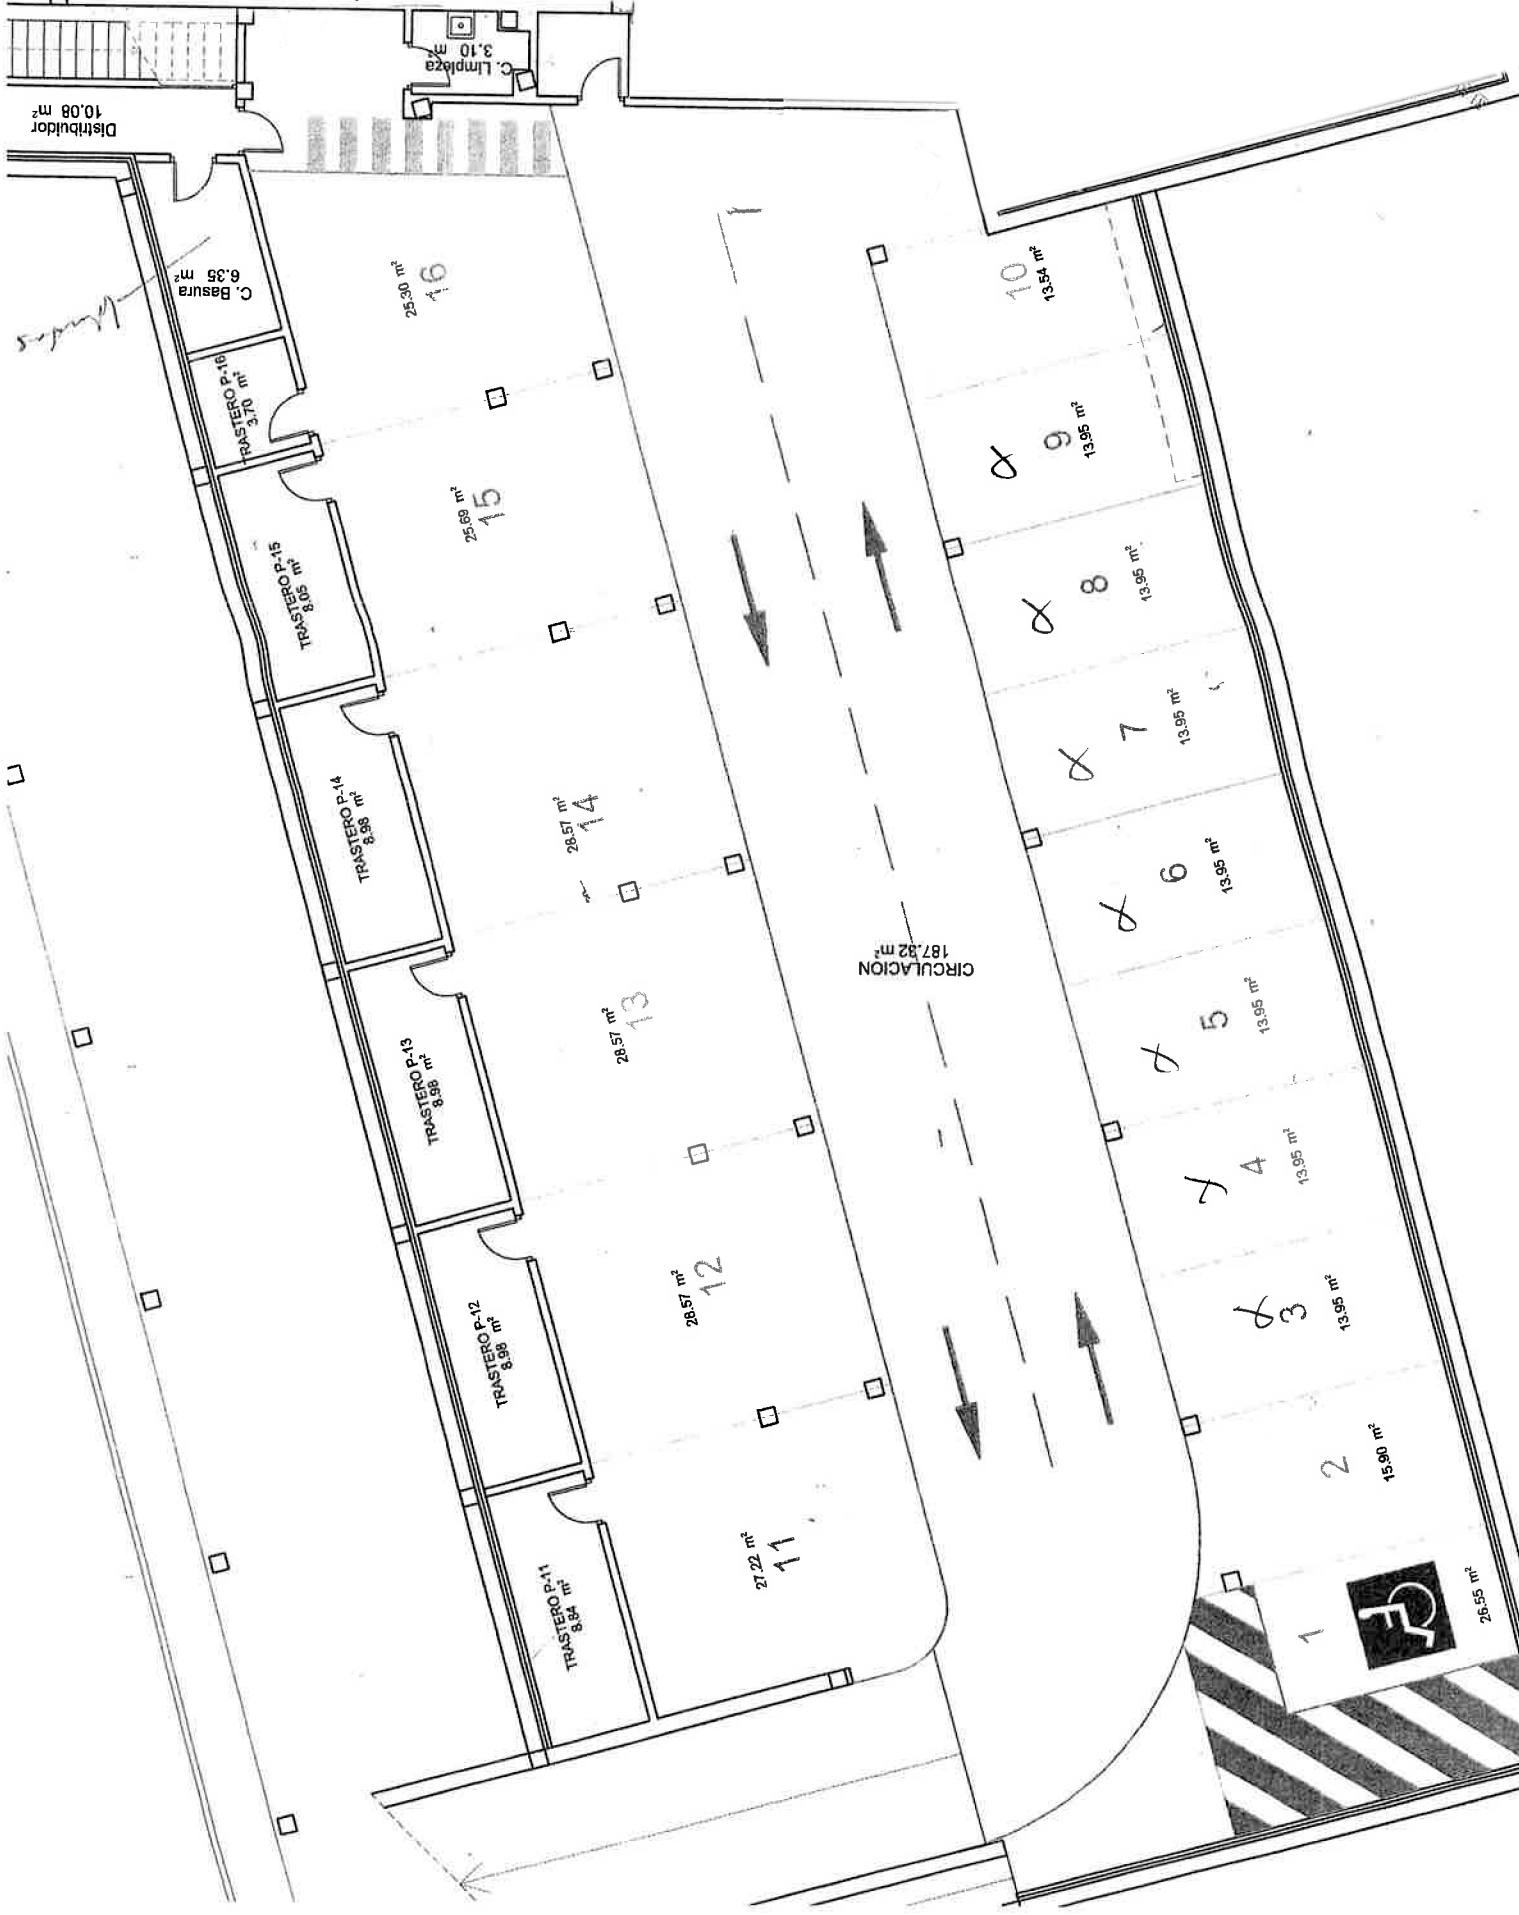 C. Limpieza
3.10 m²
Distribuidor
10.08 m²
C. Basura
6.35 m²
TRASTERO P-16
3.70 m²
TRASTERO P-15
8.05 m²
TRASTERO P-14
8.98 m²
TRASTERO P-13
8.98 m²
TRASTERO P-12
8.98 m²
TRASTERO P-11
8.84 m²
25.30 m²
16
25.69 m²
15
28.57 m²
14
28.57 m²
13
28.57 m²
12
27.22 m²
11
CIRCULACION
187.32 m²
10
13.54 m²
9
13.95 m²
8
13.95 m²
7
13.95 m²
6
13.95 m²
5
13.95 m²
4
13.95 m²
3
13.95 m²
2
15.90 m²
1
26.55 m²